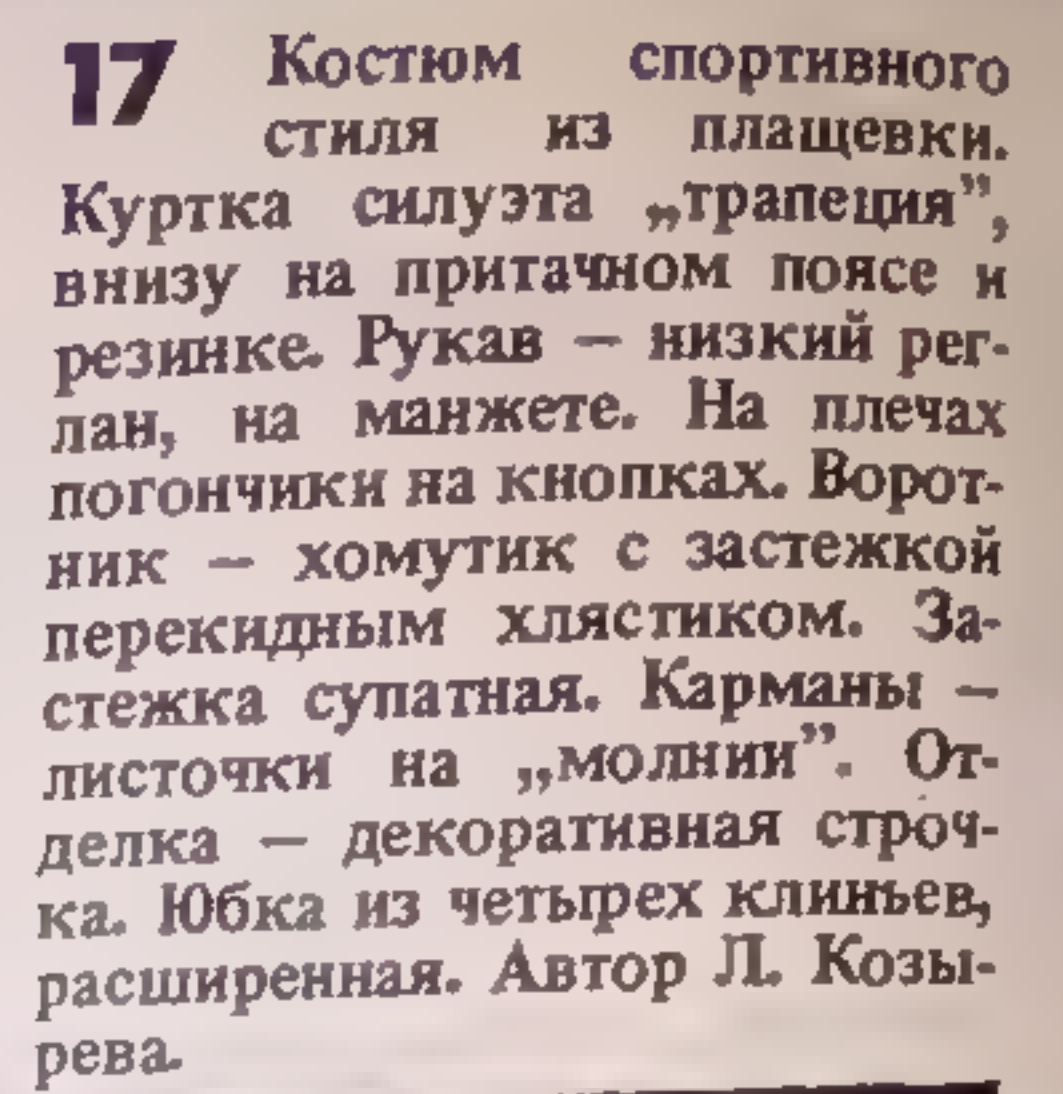 17 Костюм спортивного
стиля из плащевки.
Куртка силуэта „трапеция”,
внизу на притачном поясе и
резинке. Рукав — низкий рег-
лан, на манжете. На плечах
погончики на кнопках. Ворот-
ник — хомутик с застежкой
перекидным хлястиком. За-
стежка супатная. Карманы —
листочки на „молнии”. От-
делка — декоративная строч-
ка. Юбка из четырех клиньев,
расширенная. Автор Л. Козы-
рева.